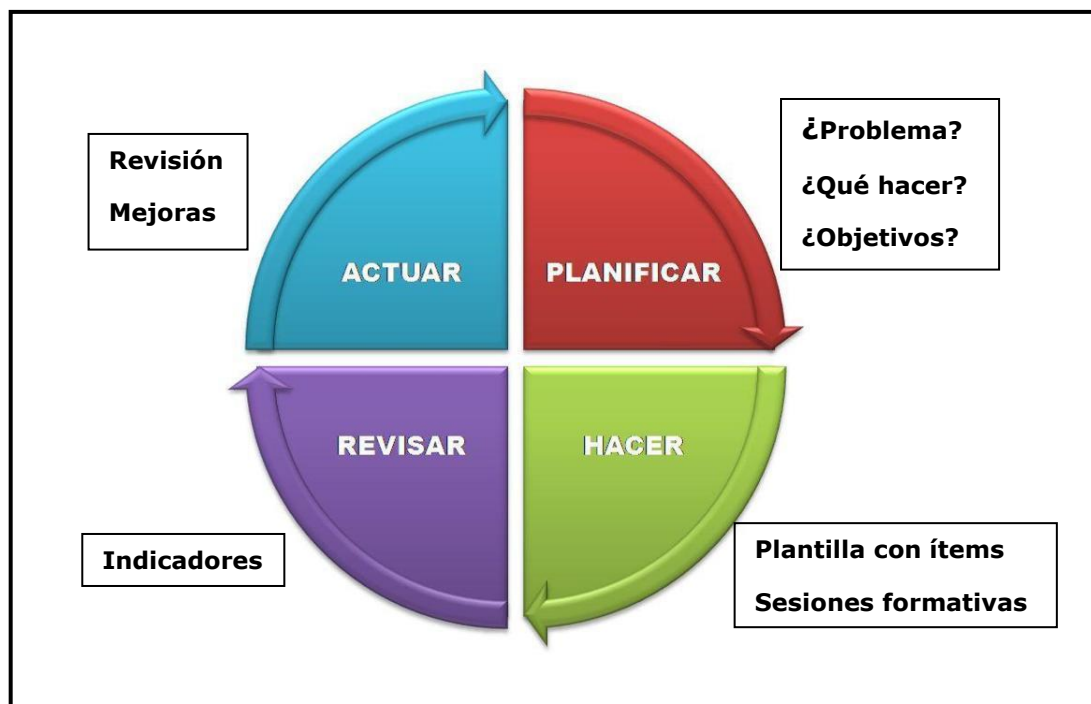 Revisión
Mejoras
¿Problema?
¿Qué hacer?
¿Objetivos?
ACTUAR
PLANIFICAR
REVISAR
HACER
Indicadores
Plantilla con ítems
Sesiones formativas